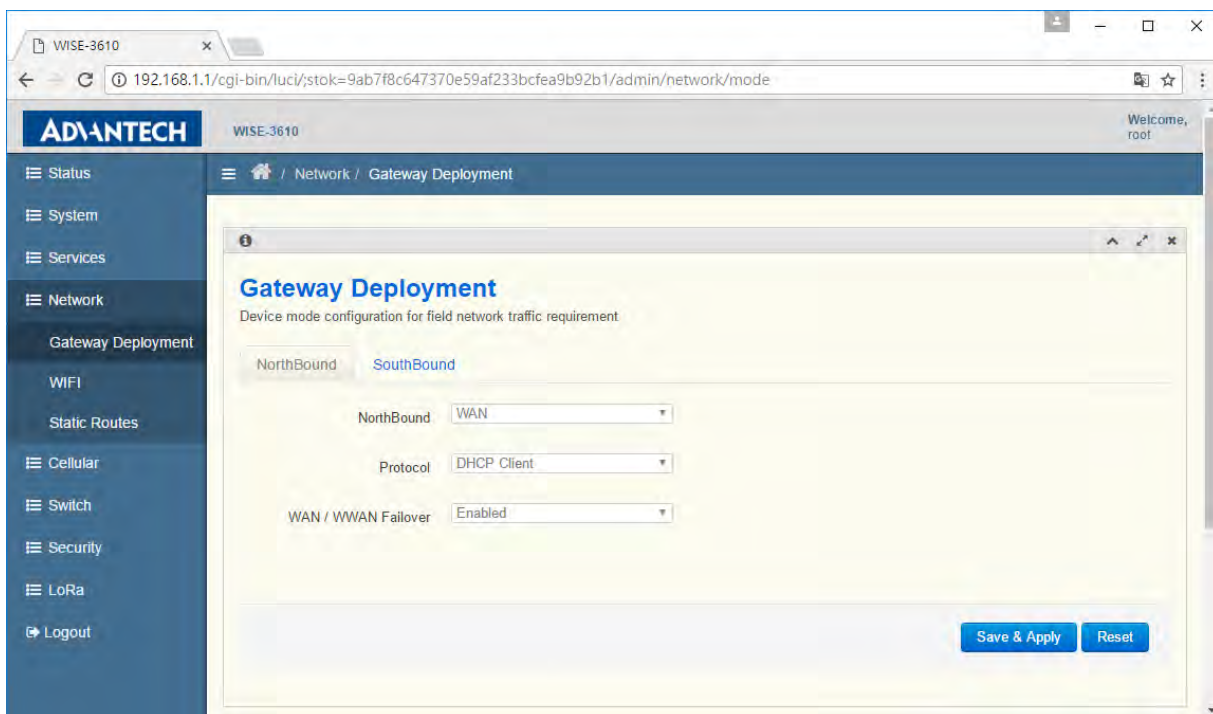 WISE-3610
192.168.1.1/cgi-bin/luci/;stok=9ab7f8c647370e59af233bcfea9b92b1/admin/network/mode
ADVANTECH
WISE-3610
Welcome,
root
Status
/ Network / Gateway Deployment
System
Services
Network
Gateway Deployment
WIFI
Static Routes
Cellular
Switch
Security
LoRa
Logout
Gateway Deployment
Device mode configuration for field network traffic requirement
NorthBound SouthBound
NorthBound WAN
Protocol DHCP Client
WAN / WWAN Failover Enabled
Save & Apply Reset